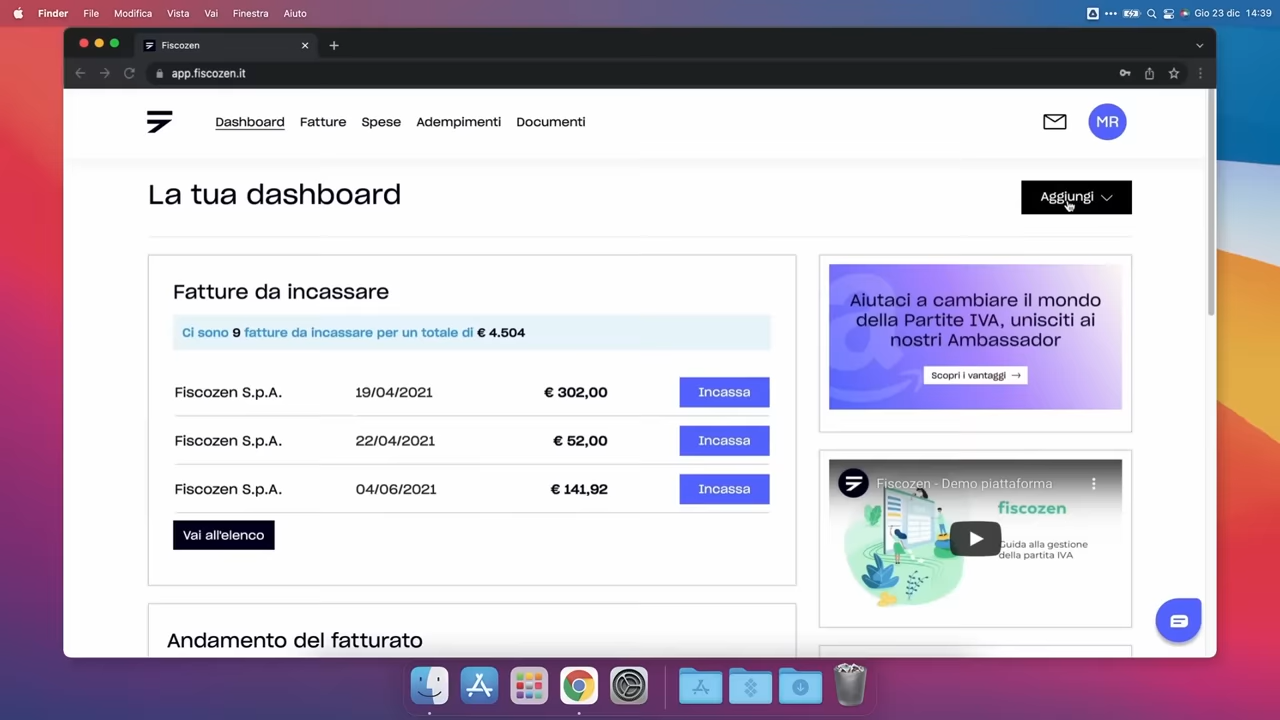 Finder File Modifica Vista Vai Finestra Aiuto Gio 23 dic 14:39
Fiscozen
app.fiscozen.it
Dashboard Fatture Spese Adempimenti Documenti MR
La tua dashboard
Aggiungi
Fatture da incassare
Ci sono 9 fatture da incassare per un totale di € 4.504
Fiscozen S.p.A. 19/04/2021 € 302,00 Incassa
Fiscozen S.p.A. 22/04/2021 € 52,00 Incassa
Fiscozen S.p.A. 04/06/2021 € 141,92 Incassa
Vai all'elenco
Andamento del fatturato
Aiutaci a cambiare il mondo
della Partite IVA, unisciti ai
nostri Ambassador
Scopri i vantaggi →
Fiscozen - Demo piattaforma
fiscozen
Guida alla gestione
della partita IVA